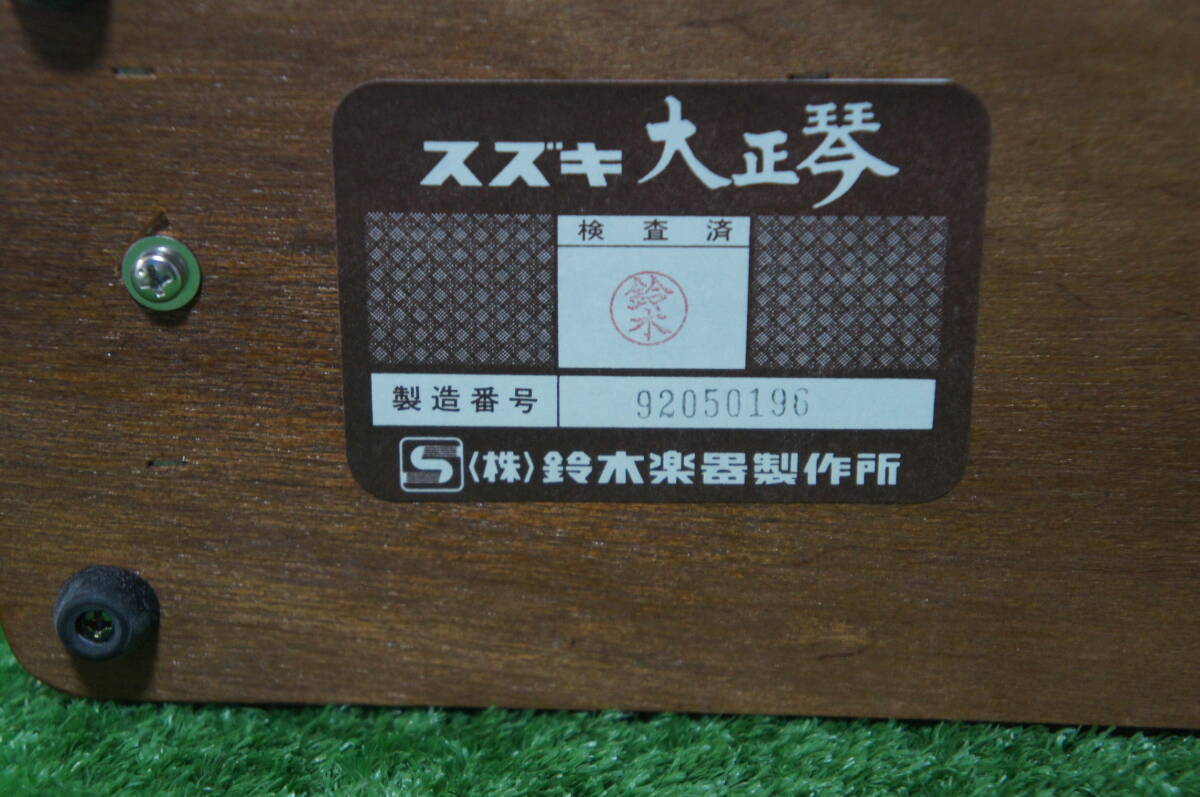 スズキ 大正琴
検査済
鈴木
製造番号 92050196
S〈株〉鈴木楽器製作所